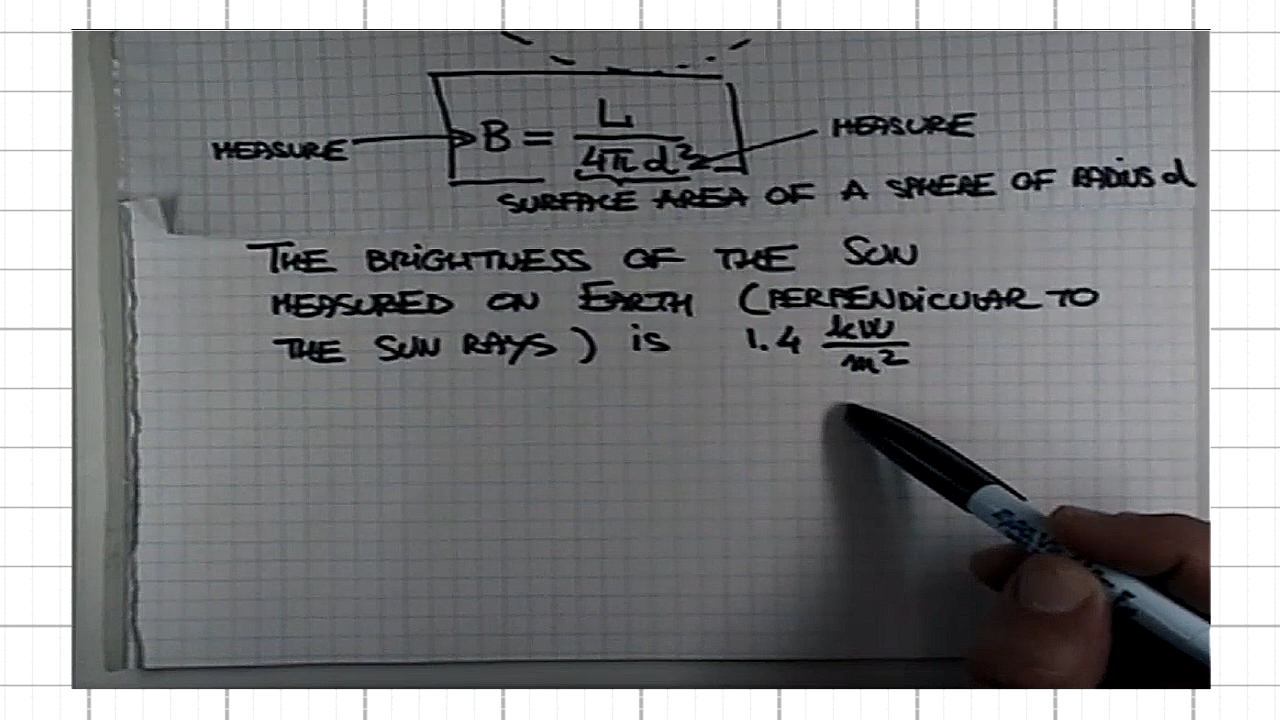 MEASURE B = L / 4πd² MEASURE
SURFACE AREA OF A SPHERE OF RADIUS d
THE BRIGHTNESS OF THE SUN
MEASURED ON EARTH (PERPENDICULAR TO
THE SUN RAYS) is 1.4 kW/m²